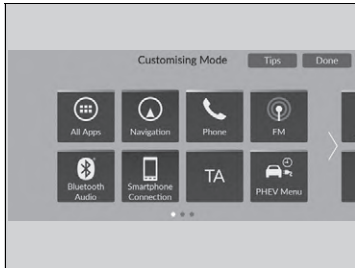 Customising Mode
Tips
Done
All Apps
Navigation
Phone
FM
Bluetooth
Audio
Smartphone
Connection
TA
PHEV Menu